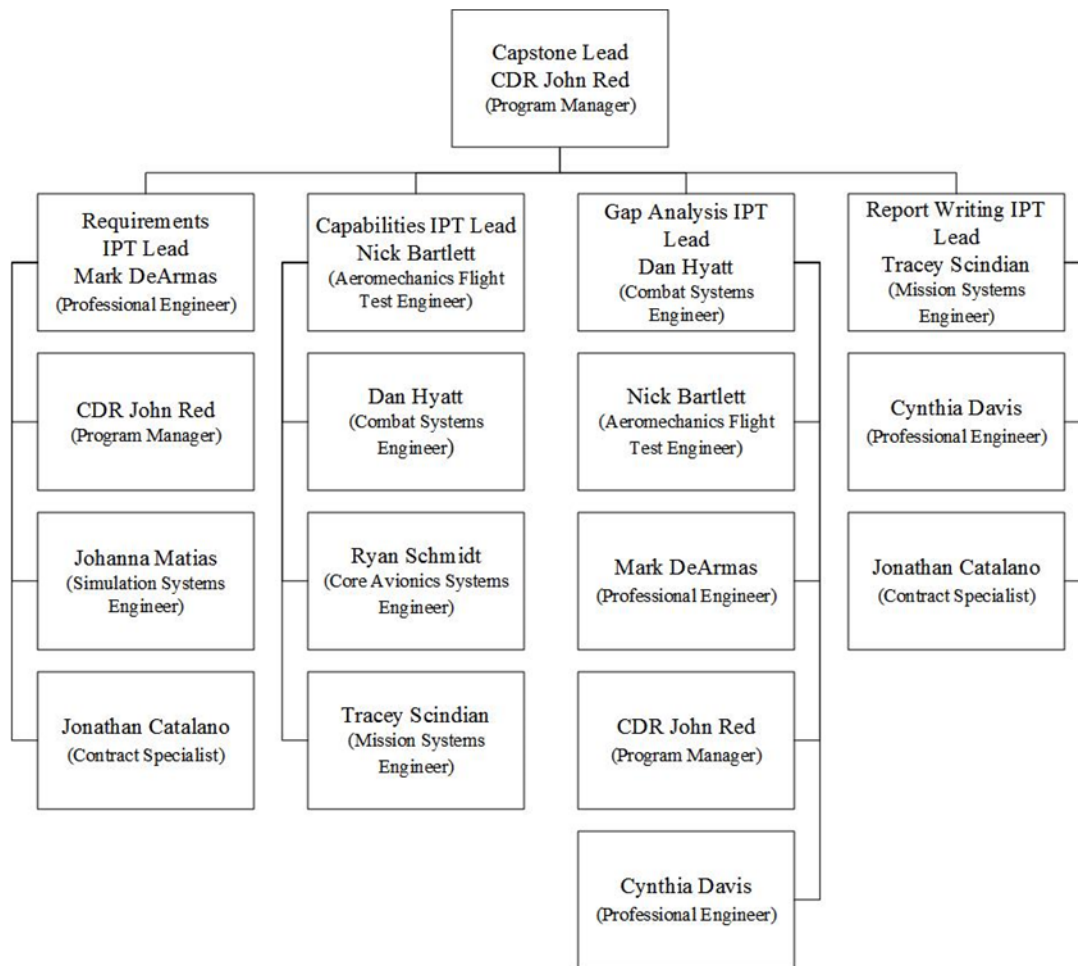 Capstone Lead
CDR John Red
(Program Manager)
Requirements
IPT Lead
Mark DeArmas
(Professional Engineer)
CDR John Red
(Program Manager)
Johanna Matias
(Simulation Systems
Engineer)
Jonathan Catalano
(Contract Specialist)
Capabilities IPT Lead
Nick Bartlett
(Aeromechanics Flight
Test Engineer)
Dan Hyatt
(Combat Systems
Engineer)
Ryan Schmidt
(Core Avionics Systems
Engineer)
Tracey Scindian
(Mission Systems
Engineer)
Gap Analysis IPT
Lead
Dan Hyatt
(Combat Systems
Engineer)
Nick Bartlett
(Aeromechanics Flight
Test Engineer)
Mark DeArmas
(Professional Engineer)
CDR John Red
(Program Manager)
Cynthia Davis
(Professional Engineer)
Report Writing IPT
Lead
Tracey Scindian
(Mission Systems
Engineer)
Cynthia Davis
(Professional Engineer)
Jonathan Catalano
(Contract Specialist)